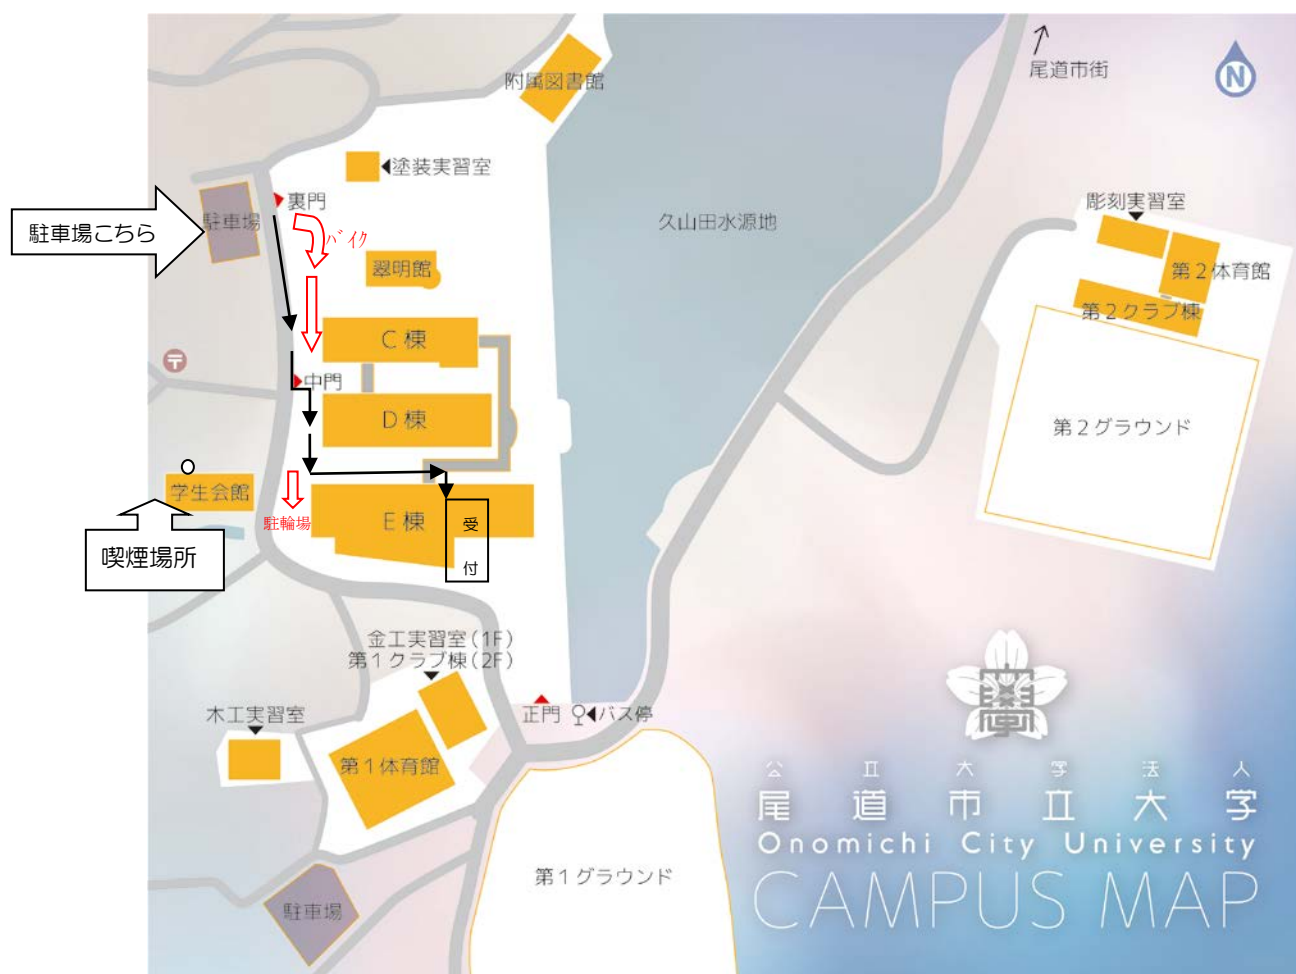 尾道市街
N
附属図書館
塗装実習室
裏門
駐車場
駐車場こちら
バイク
翠明館
久山田水源地
彫刻実習室
第2体育館
第2クラブ棟
C棟
〒
中門
D棟
第2グラウンド
学生会館
駐輪場
E棟
受
付
喫煙場所
金工実習室(1F)
第1クラブ棟(2F)
木工実習室
正門
バス停
第1体育館
公立大学法人
尾道市立大学
Onomichi City University
CAMPUS MAP
第1グラウンド
駐車場